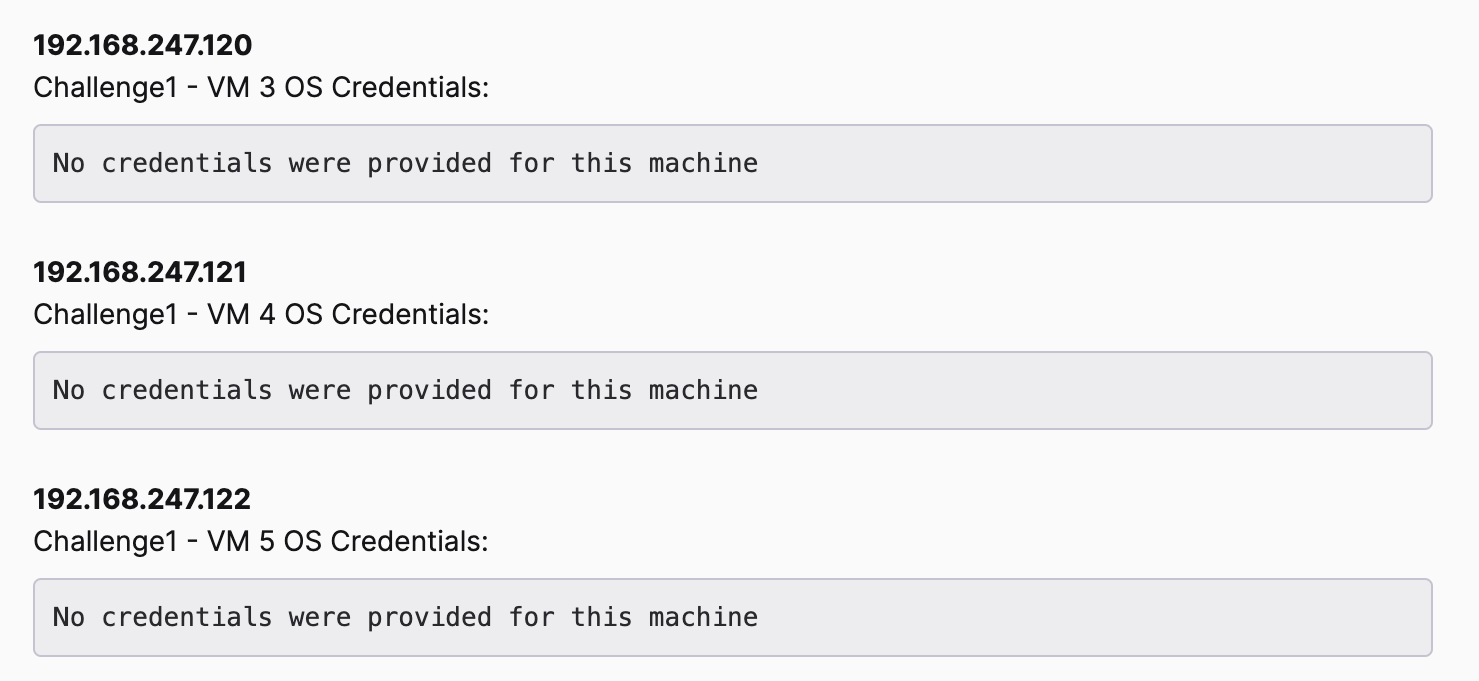 192.168.247.120
Challenge1 - VM 3 OS Credentials:
No credentials were provided for this machine
192.168.247.121
Challenge1 - VM 4 OS Credentials:
No credentials were provided for this machine
192.168.247.122
Challenge1 - VM 5 OS Credentials:
No credentials were provided for this machine